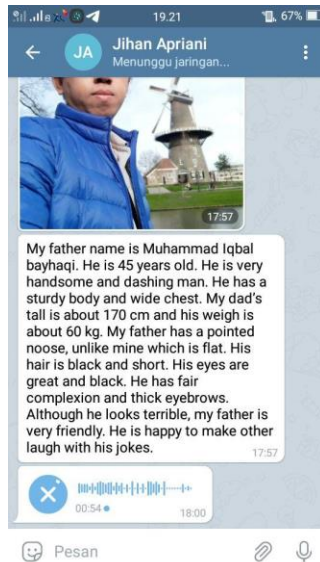 19.21
67%
JA
Jihan Apriani
Menunggu jaringan...
17:57
My father name is Muhammad Iqbal
bayhaqi. He is 45 years old. He is very
handsome and dashing man. He has a
sturdy body and wide chest. My dad's
tall is about 170 cm and his weigh is
about 60 kg. My father has a pointed
noose, unlike mine which is flat. His
hair is black and short. His eyes are
great and black. He has fair
complexion and thick eyebrows.
Although he looks terrible, my father is
very friendly. He is happy to make other
laugh with his jokes.
17:57
00:54
18:00
Pesan